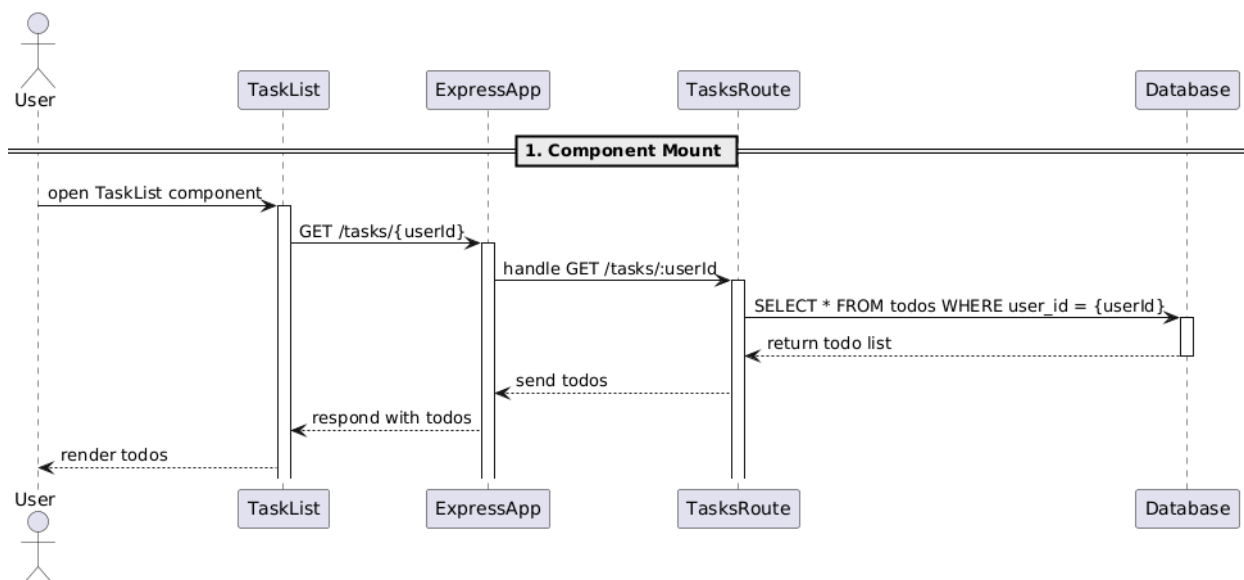 User
TaskList
ExpressApp
TasksRoute
Database
1. Component Mount
open TaskList component
GET /tasks/{userId}
handle GET /tasks/:userId
SELECT * FROM todos WHERE user_id = {userId}
return todo list
send todos
respond with todos
render todos
User
TaskList
ExpressApp
TasksRoute
Database